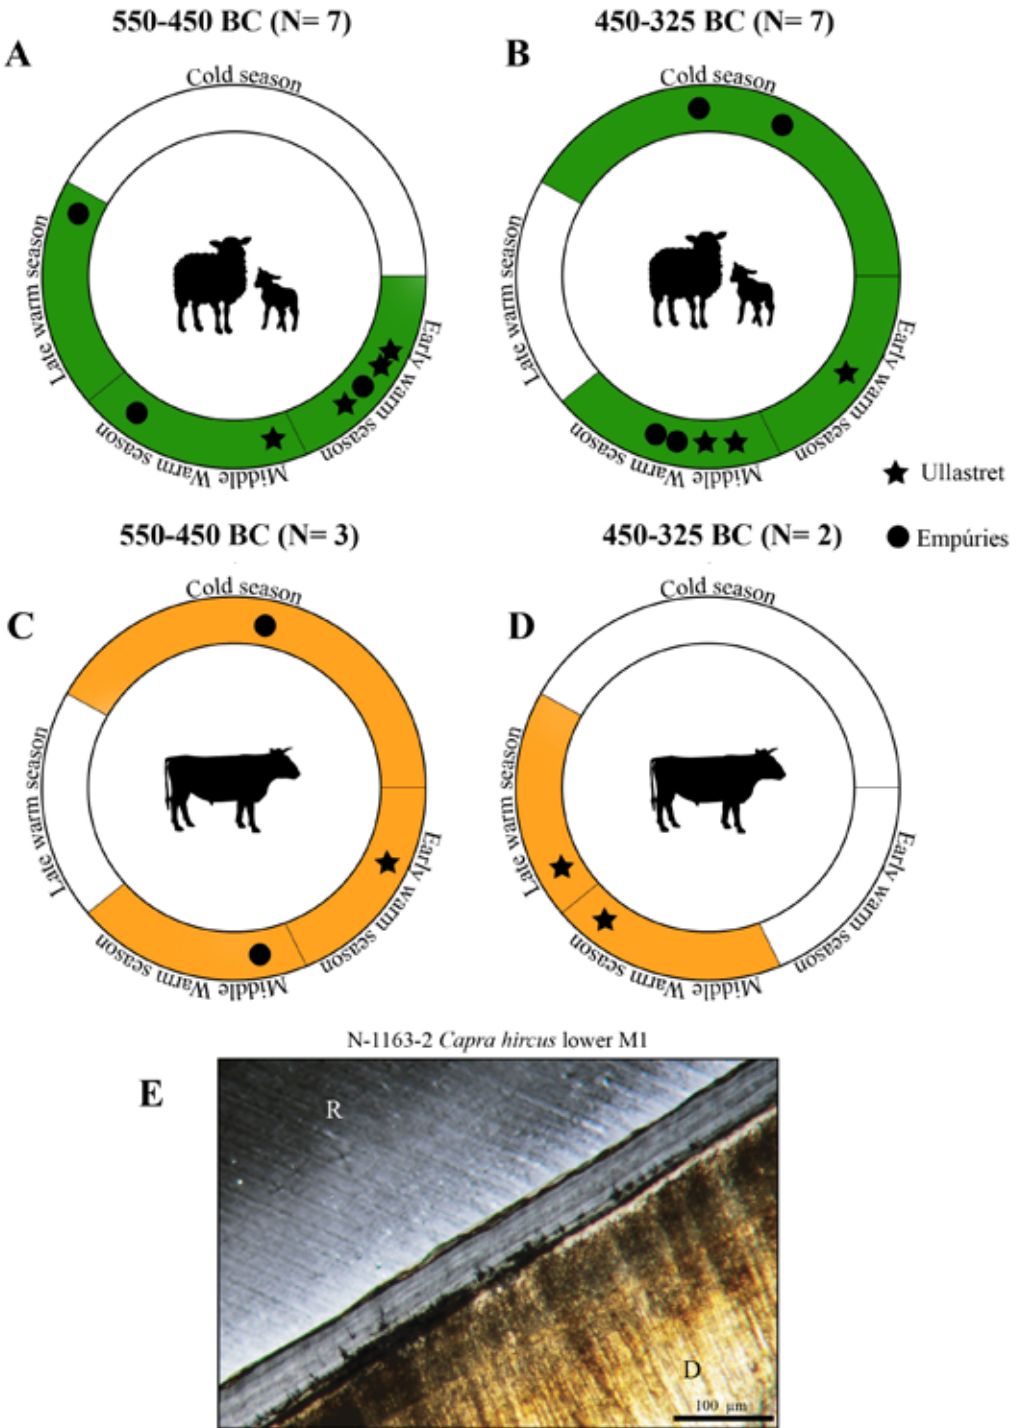 550-450 BC (N= 7)
450-325 BC (N= 7)
A
B
Cold season
Cold season
Late warm season
Middle Warm season
Early warm season
Late warm season
Middle Warm season
Early warm season
★ Ullastret
● Empúries
550-450 BC (N= 3)
450-325 BC (N= 2)
C
D
Cold season
Cold season
Late warm season
Middle Warm season
Early warm season
Late warm season
Middle Warm season
Early warm season
N-1163-2 Capra hircus lower M1
E
R
D
100 µm